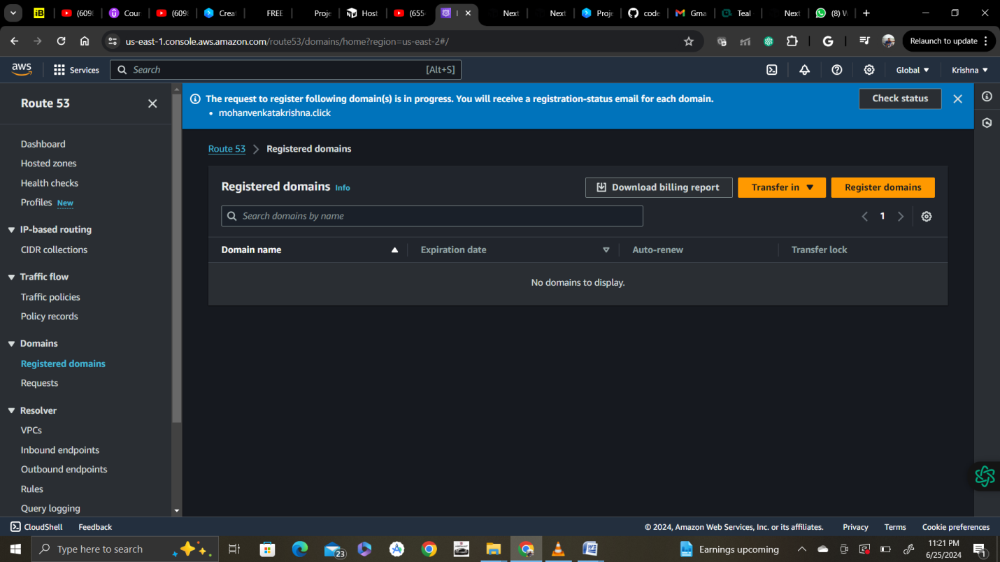 (609
Cour
(609
Creat
FREE
Proje
Host
(655
Next
Next
Proje
code
Gma
Teal
Next
(8) W
us-east-1.console.aws.amazon.com/route53/domains/home?region=us-east-2#/
Relaunch to update
aws
Services
Search
[Alt+S]
Global
Krishna
Route 53
The request to register following domain(s) is in progress. You will receive a registration-status email for each domain.
• mohanvenkatakrishna.click
Check status
Dashboard
Hosted zones
Health checks
Profiles New
IP-based routing
CIDR collections
Traffic flow
Traffic policies
Policy records
Domains
Registered domains
Requests
Resolver
VPCs
Inbound endpoints
Outbound endpoints
Rules
Query logging
Route 53 > Registered domains
Registered domains Info
Download billing report
Transfer in
Register domains
Search domains by name
1
Domain name
Expiration date
Auto-renew
Transfer lock
No domains to display.
CloudShell
Feedback
© 2024, Amazon Web Services, Inc. or its affiliates.
Privacy
Terms
Cookie preferences
Type here to search
23
Earnings upcoming
11:21 PM
6/25/2024
1